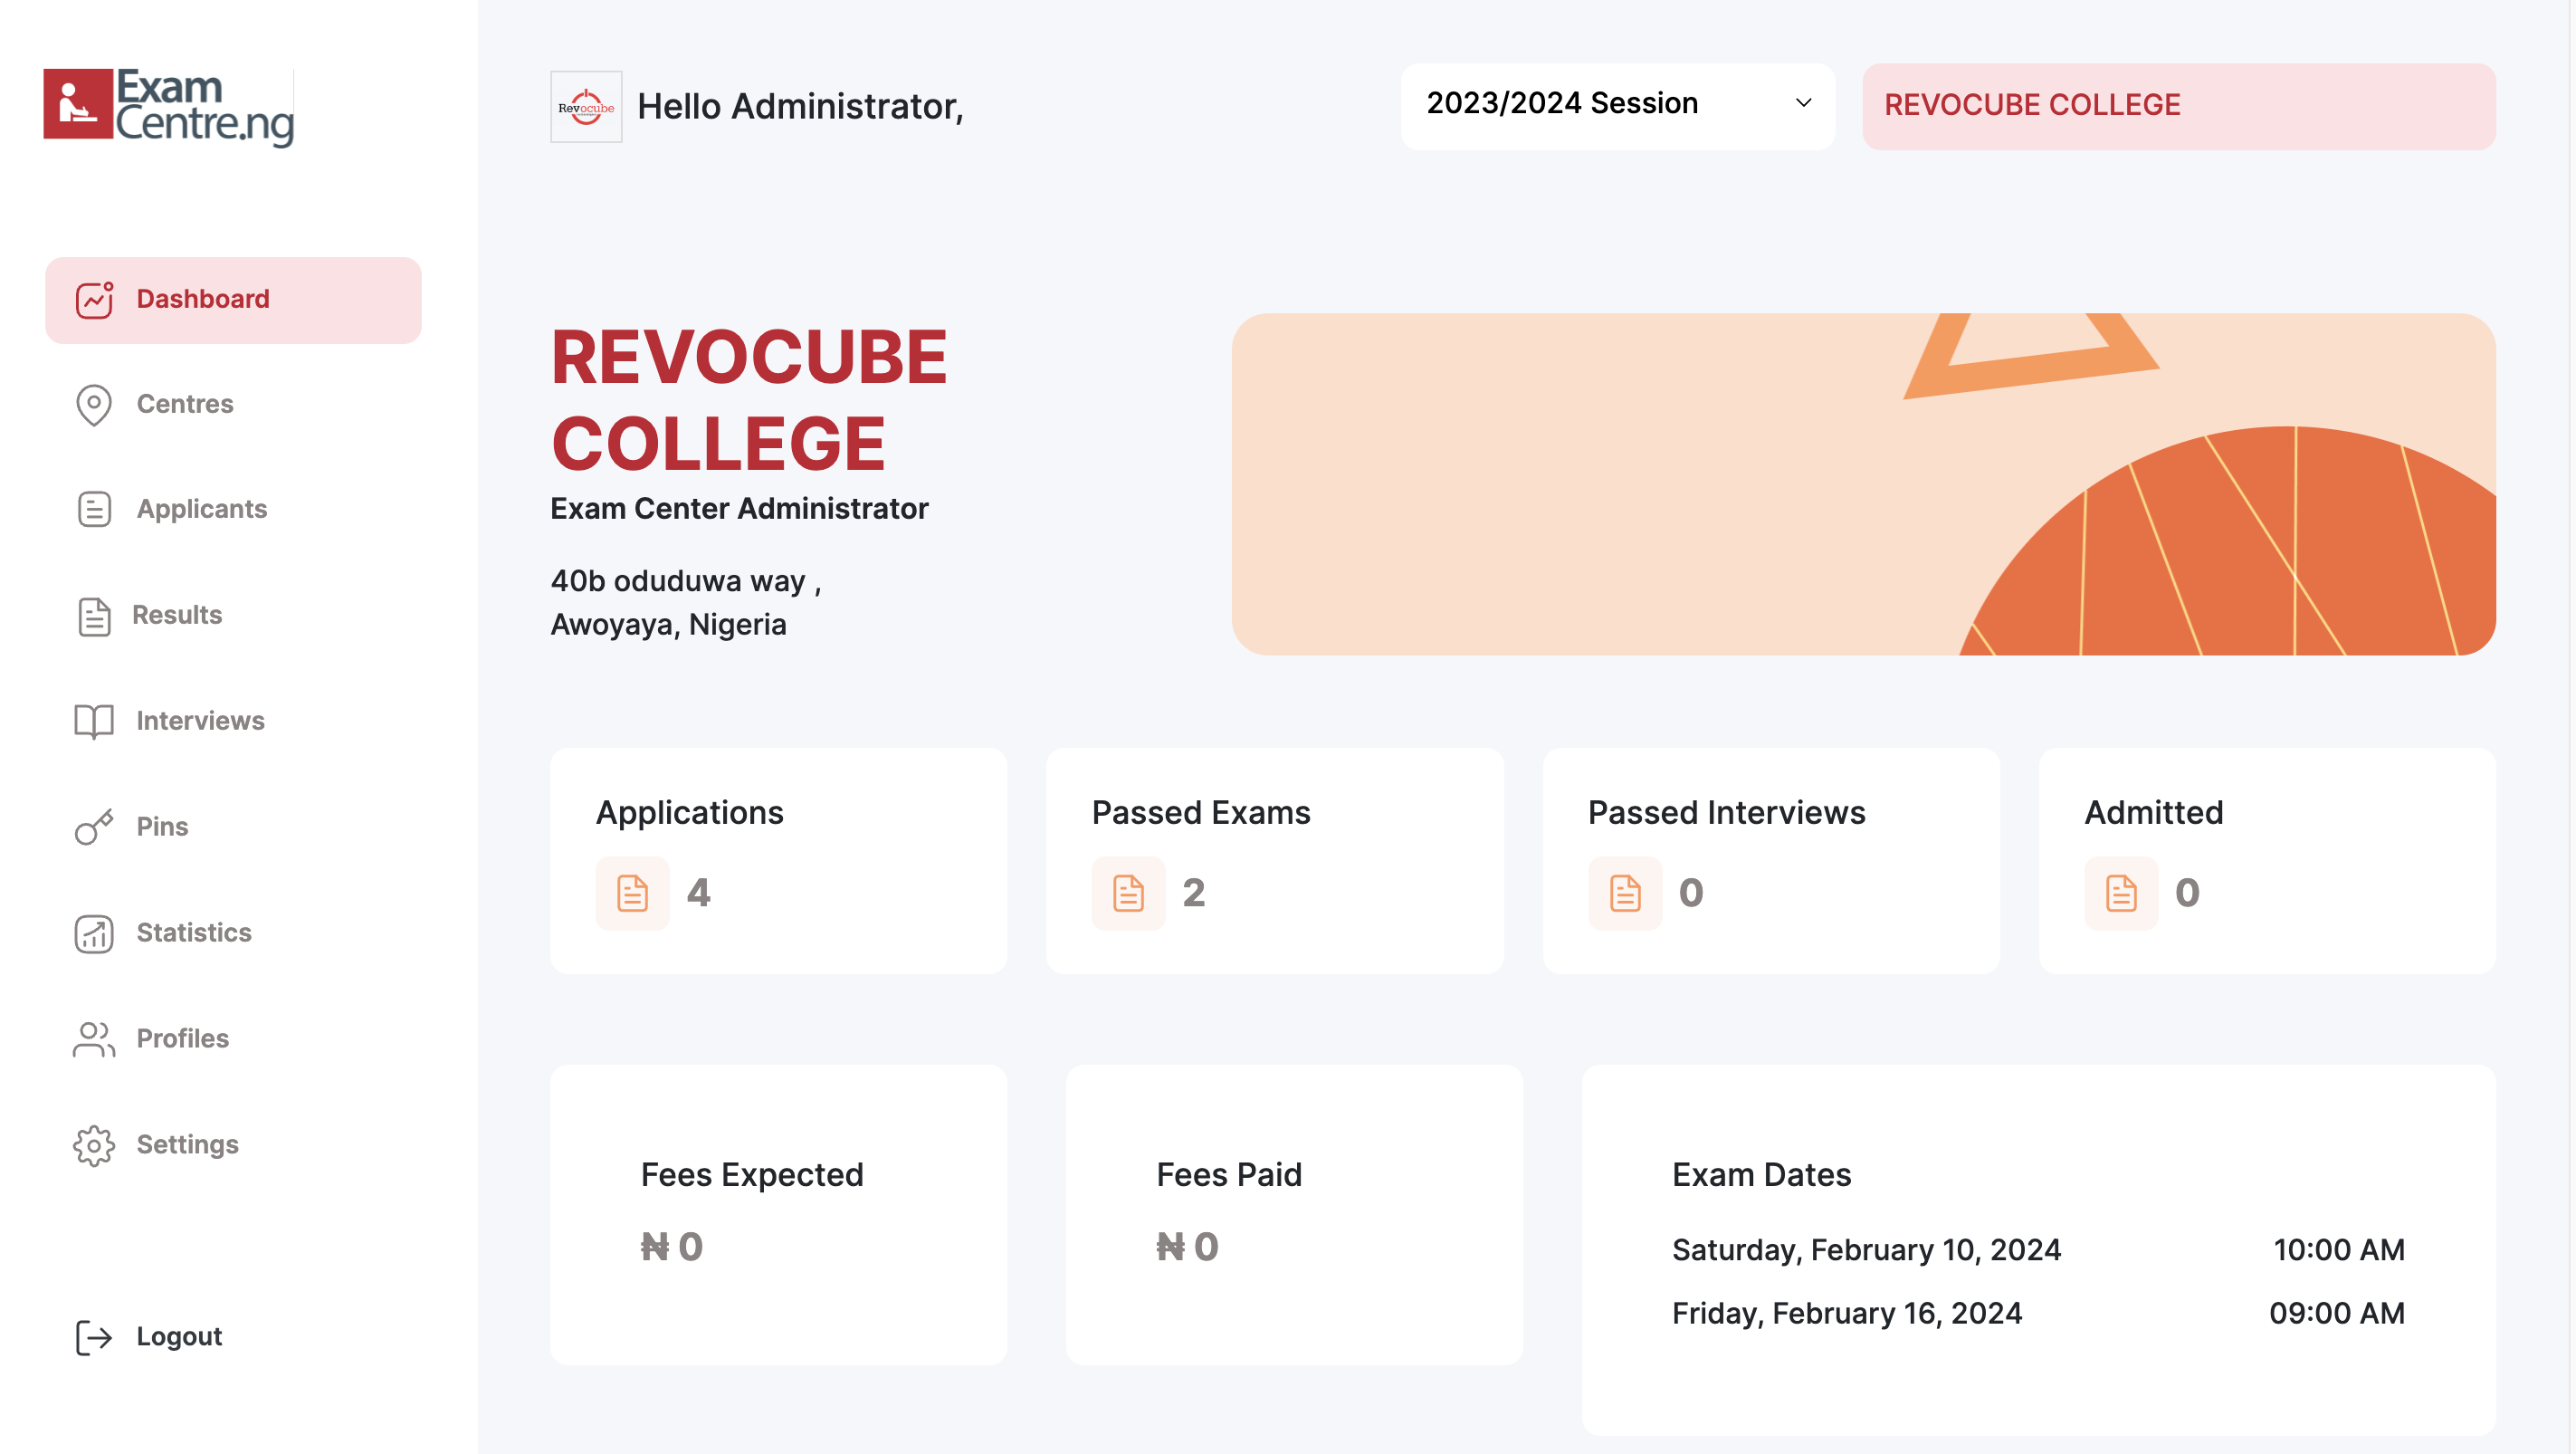 Exam
Centre.ng
Dashboard
Centres
Applicants
Results
Interviews
Pins
Statistics
Profiles
Settings
Logout
Revocube
Hello Administrator,
2023/2024 Session
REVOCUBE COLLEGE
REVOCUBE
COLLEGE
Exam Center Administrator
40b oduduwa way ,
Awoyaya, Nigeria
Applications
4
Passed Exams
2
Passed Interviews
0
Admitted
0
Fees Expected
₦ 0
Fees Paid
₦ 0
Exam Dates
Saturday, February 10, 2024 10:00 AM
Friday, February 16, 2024 09:00 AM